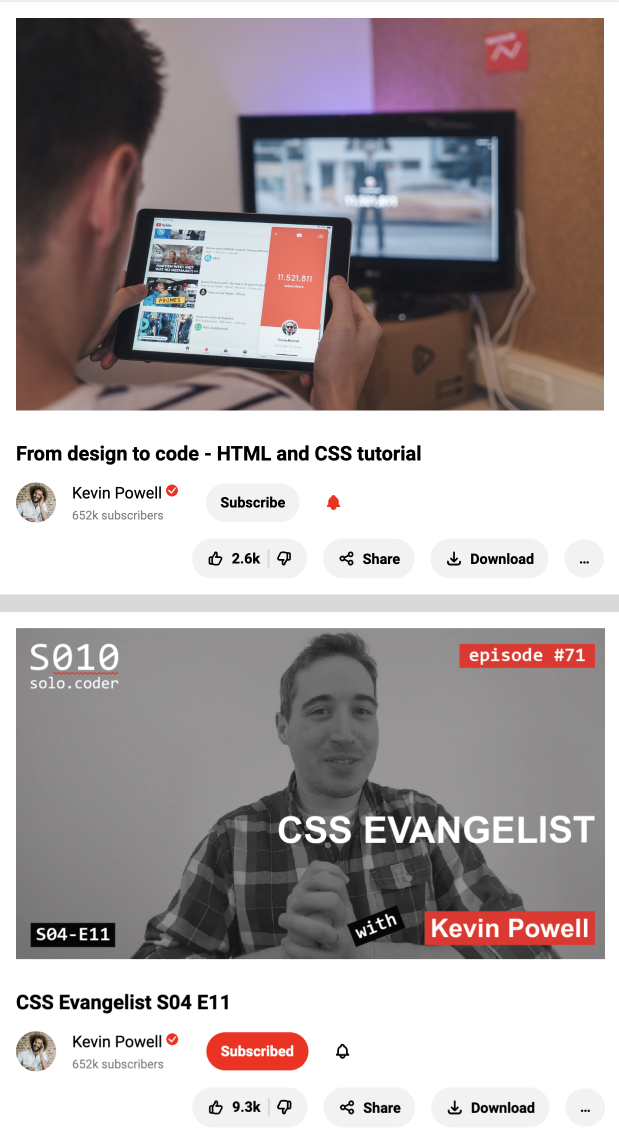 11.521.811
PROMES
From design to code - HTML and CSS tutorial
Kevin Powell
652k subscribers
Subscribe
2.6k
Share
Download
...
S010
solo.coder
episode #71
CSS EVANGELIST
S04-E11
with
Kevin Powell
CSS Evangelist S04 E11
Kevin Powell
652k subscribers
Subscribed
9.3k
Share
Download
...